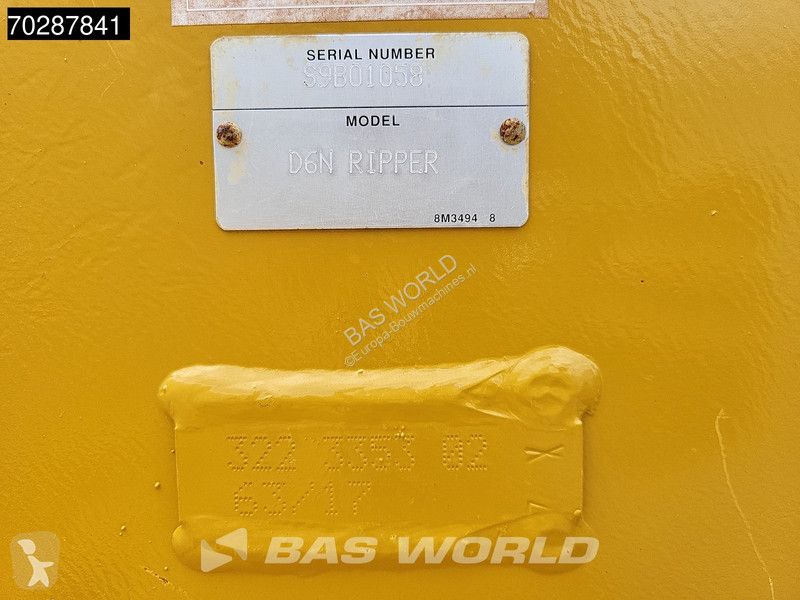 70287841
SERIAL NUMBER
S9B01058
MODEL
D6N RIPPER
8M3494 8
BAS WORLD
©Europa-Bouwmachines.nl
322 3353 02
63/17
X
BAS WORLD